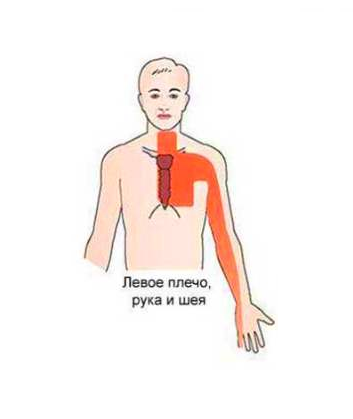 Левое плечо,
рука и шея